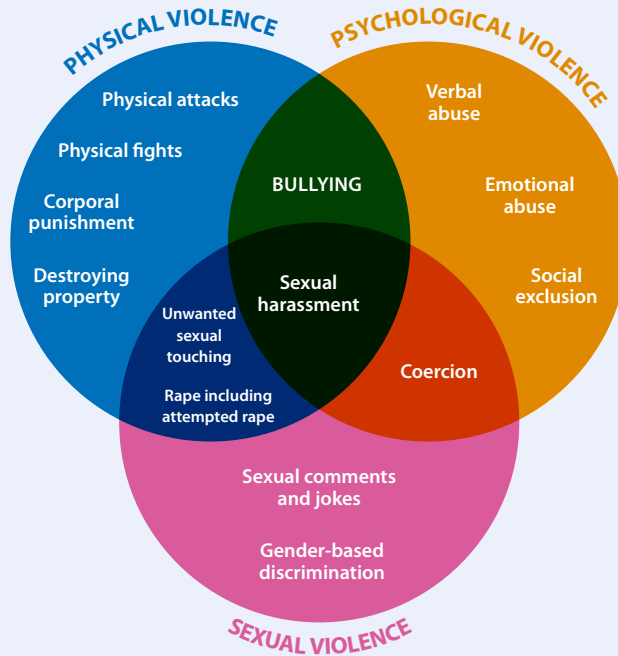 PHYSICAL VIOLENCE
PSYCHOLOGICAL VIOLENCE
Physical attacks
Physical fights
Corporal
punishment
Destroying
property
BULLYING
Verbal
abuse
Emotional
abuse
Social
exclusion
Sexual
harassment
Unwanted
sexual
touching
Rape including
attempted rape
Coercion
Sexual comments
and jokes
Gender-based
discrimination
SEXUAL VIOLENCE